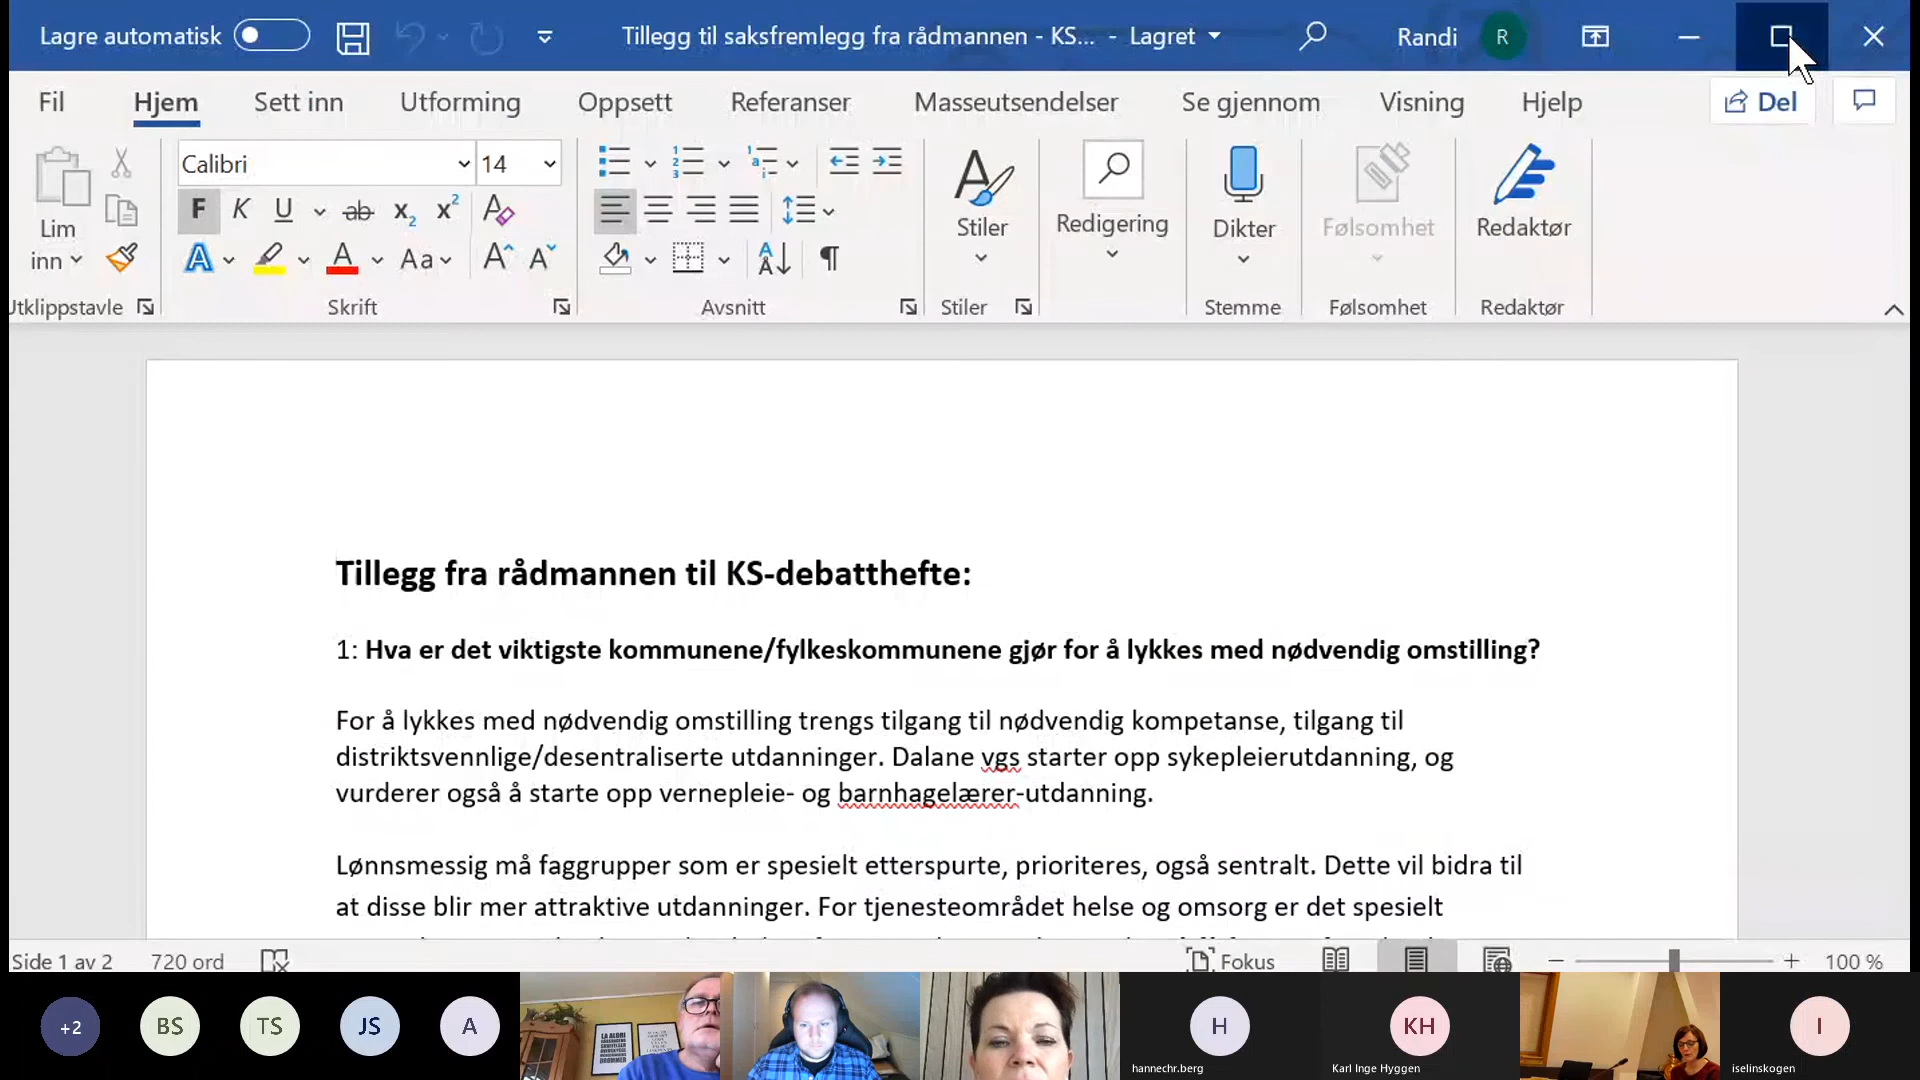 Lagre automatisk
Tillegg til saksfremlegg fra rådmannen - KS... - Lagret
Randi R
Fil Hjem Sett inn Utforming Oppsett Referanser Masseutsendelser Se gjennom Visning Hjelp Del
Calibri 14
Lim
inn
F K U ab x₂ x²
A A Aa A A
Stiler
Redigering
Dikter
Følsomhet
Redaktør
Utklippstavle Skrift Avsnitt Stiler Stemme Følsomhet Redaktør
Tillegg fra rådmannen til KS-debatthefte:
1: Hva er det viktigste kommunene/fylkeskommunene gjør for å lykkes med nødvendig omstilling?
For å lykkes med nødvendig omstilling trengs tilgang til nødvendig kompetanse, tilgang til
distriktsvennlige/desentraliserte utdanninger. Dalane vgs starter opp sykepleierutdanning, og
vurderer også å starte opp vernepleie- og barnhagelærer-utdanning.
Lønnsmessig må faggrupper som er spesielt etterspurte, prioriteres, også sentralt. Dette vil bidra til
at disse blir mer attraktive utdanninger. For tjenesteområdet helse og omsorg er det spesielt
Side 1 av 2 720 ord Fokus 100 %
+2 BS TS JS A H KH I
hannechr.berg Karl Inge Hyggen iselinskogen